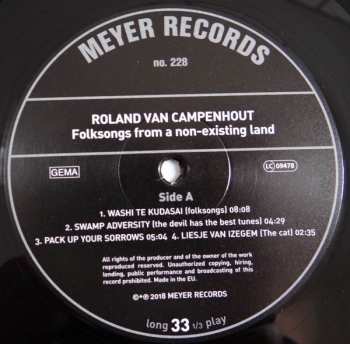 MEYER RECORDS
no. 228
ROLAND VAN CAMPENHOUT
Folksongs from a non-existing land
GEMA
LC 09478
Side A
1. WASHI TE KUDASAI (folksongs) 08:08
2. SWAMP ADVERSITY (the devil has the best tunes) 04:29
3. PACK UP YOUR SORROWS 05:04 4. LIESJE VAN IZEGEM (The cat) 02:35
All rights of the producer and of the owner of the work
reproduced reserved. Unauthorized copying, hiring,
lending, public performance and broadcasting of this
record prohibited. Made in the EU.
©+℗ 2018 MEYER RECORDS
long 33 1/3 play